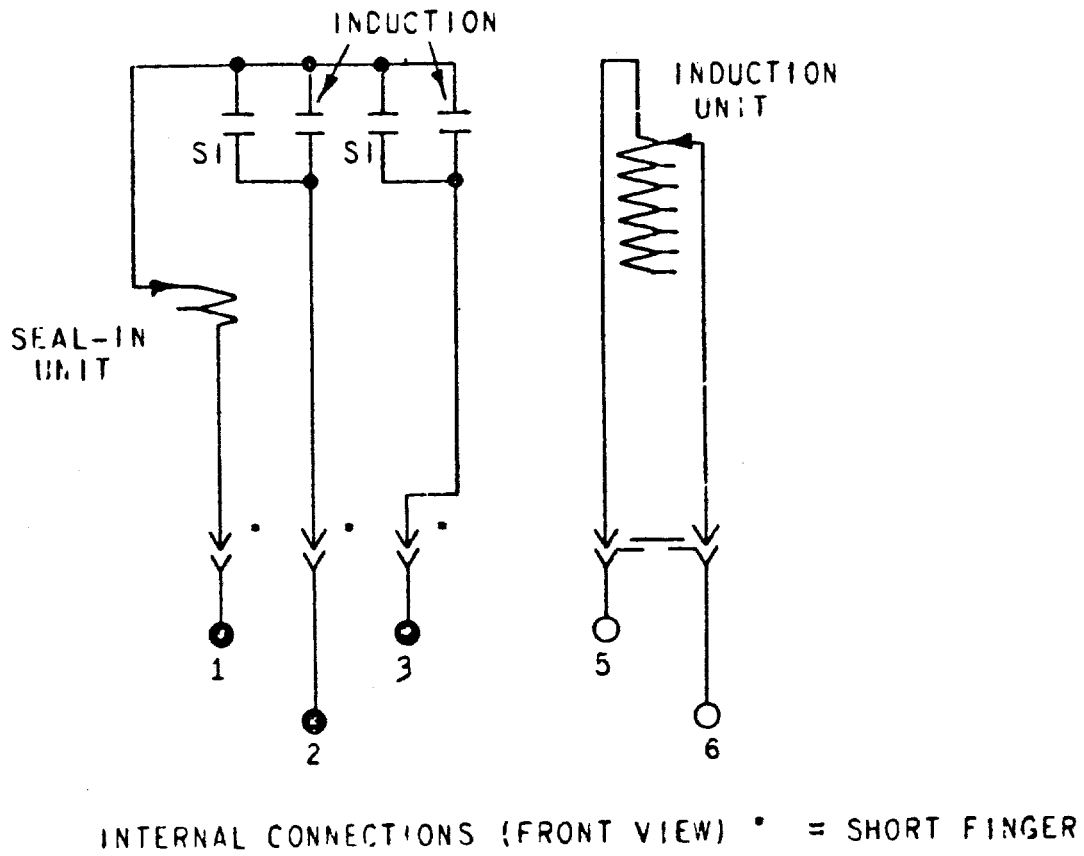 INDUCTION
INDUCTION
UNIT
SI
SI
SEAL-IN
UNIT
*
*
*
1
3
5
2
6
INTERNAL CONNECTIONS (FRONT VIEW) * = SHORT FINGER